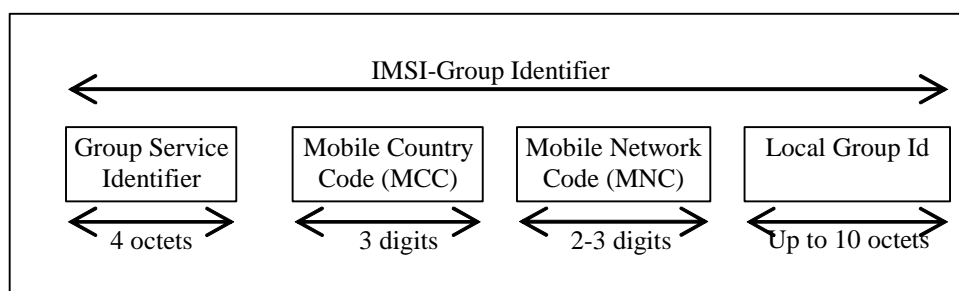 IMSI-Group Identifier
Group Service
Identifier
Mobile Country
Code (MCC)
Mobile Network
Code (MNC)
Local Group Id
4 octets
3 digits
2-3 digits
Up to 10 octets